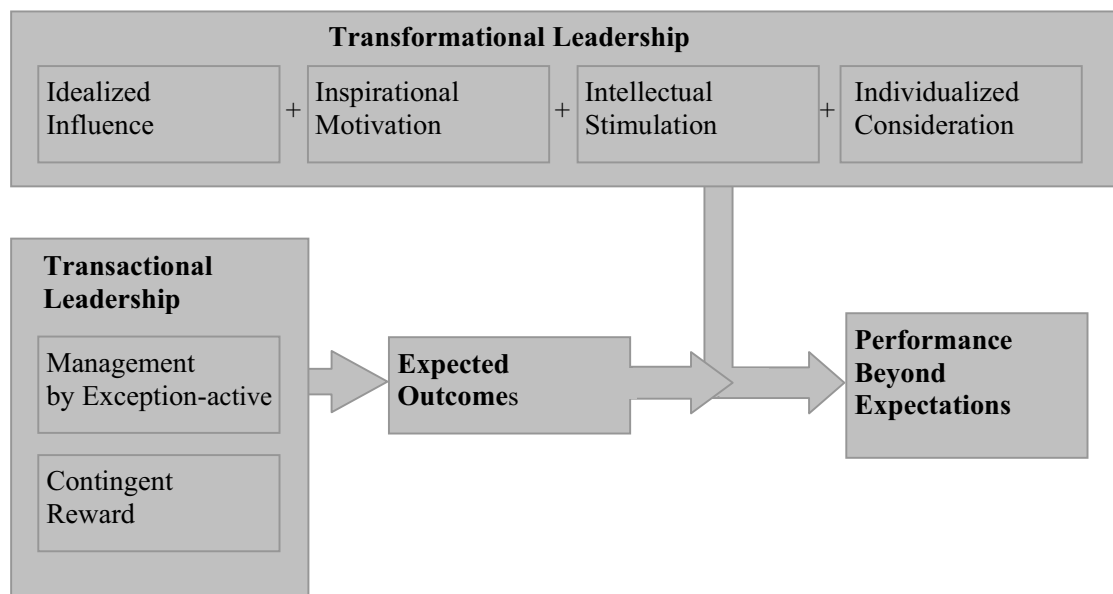 Transformational Leadership
Idealized
Influence
+
Inspirational
Motivation
+
Intellectual
Stimulation
+
Individualized
Consideration
Transactional
Leadership
Management
by Exception-active
Contingent
Reward
Expected
Outcomes
Performance
Beyond
Expectations